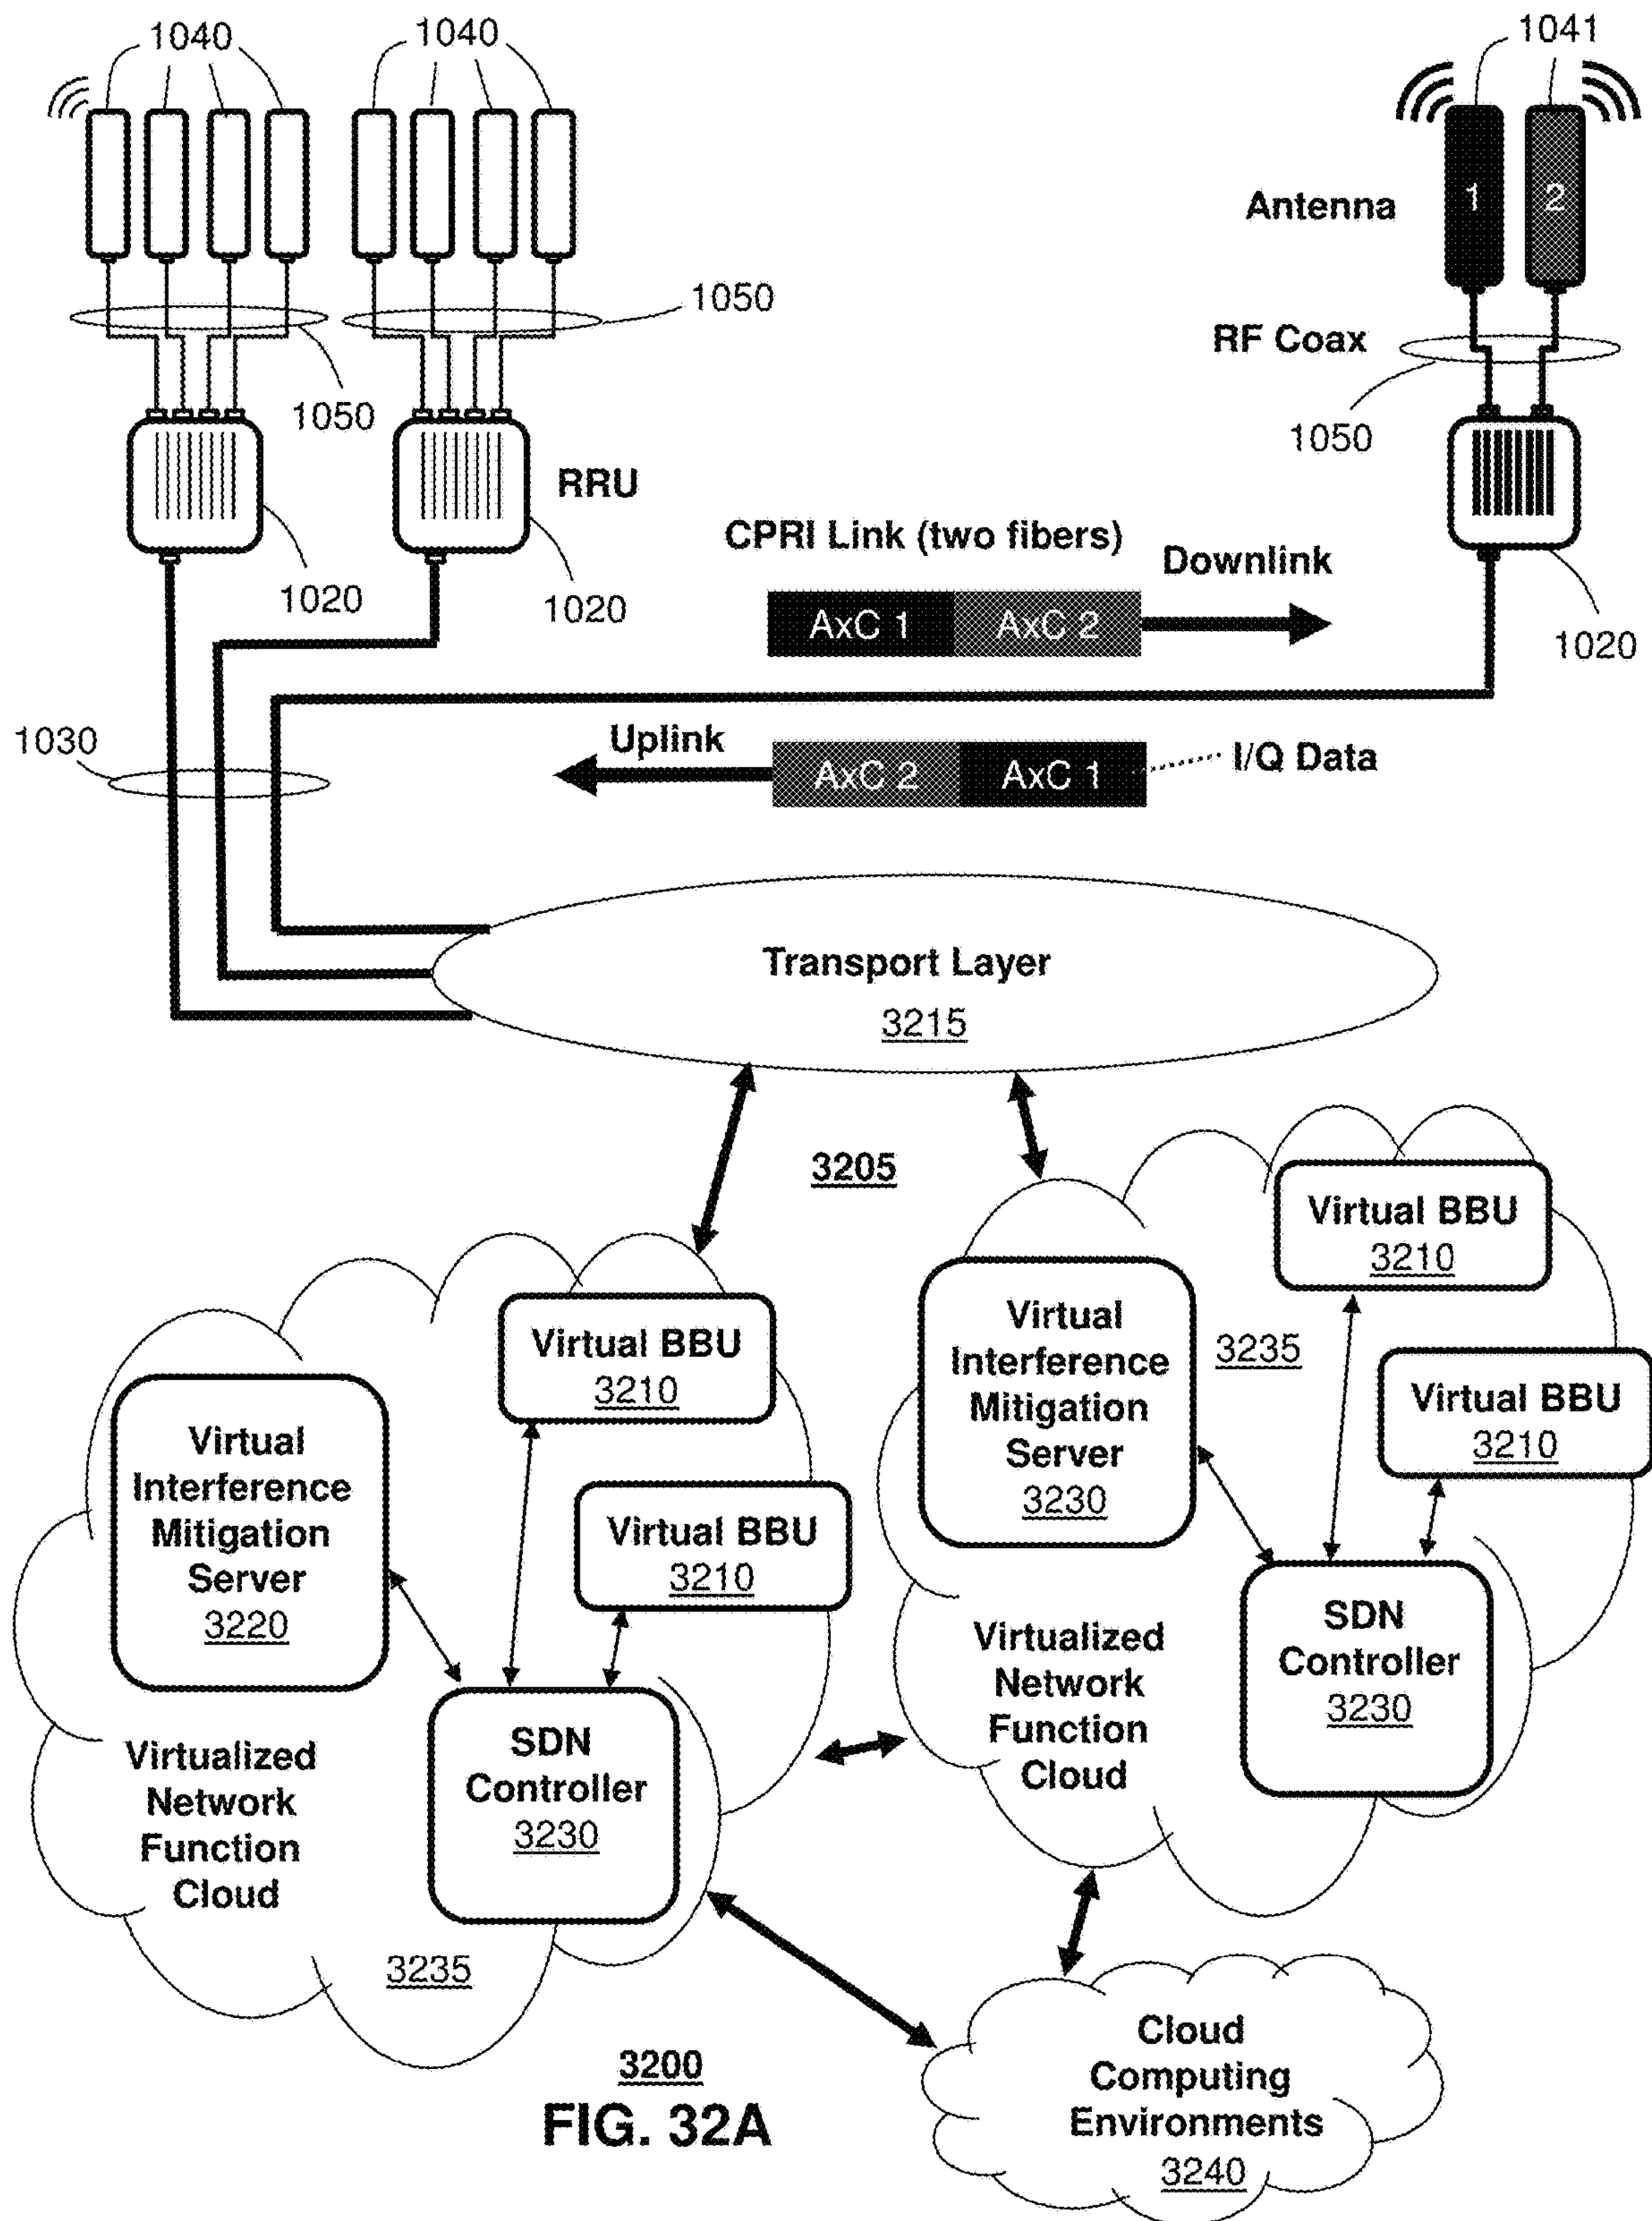 1040
1040
1041
1
2
Antenna
1050
RF Coax
1050
1050
RRU
CPRI Link (two fibers)
Downlink
1020
1020
AxC 1
AxC 2
1020
1030
Uplink
AxC 2
AxC 1
I/Q Data
Transport Layer
3215
3205
Virtual BBU
3210
Virtual
Interference
Mitigation
Server
3230
3235
Virtual BBU
3210
SDN
Controller
3230
Virtualized
Network
Function
Cloud
Virtual BBU
3210
Virtual
Interference
Mitigation
Server
3220
Virtual BBU
3210
SDN
Controller
3230
Virtualized
Network
Function
Cloud
3235
Cloud
Computing
Environments
3240
3200
FIG. 32A